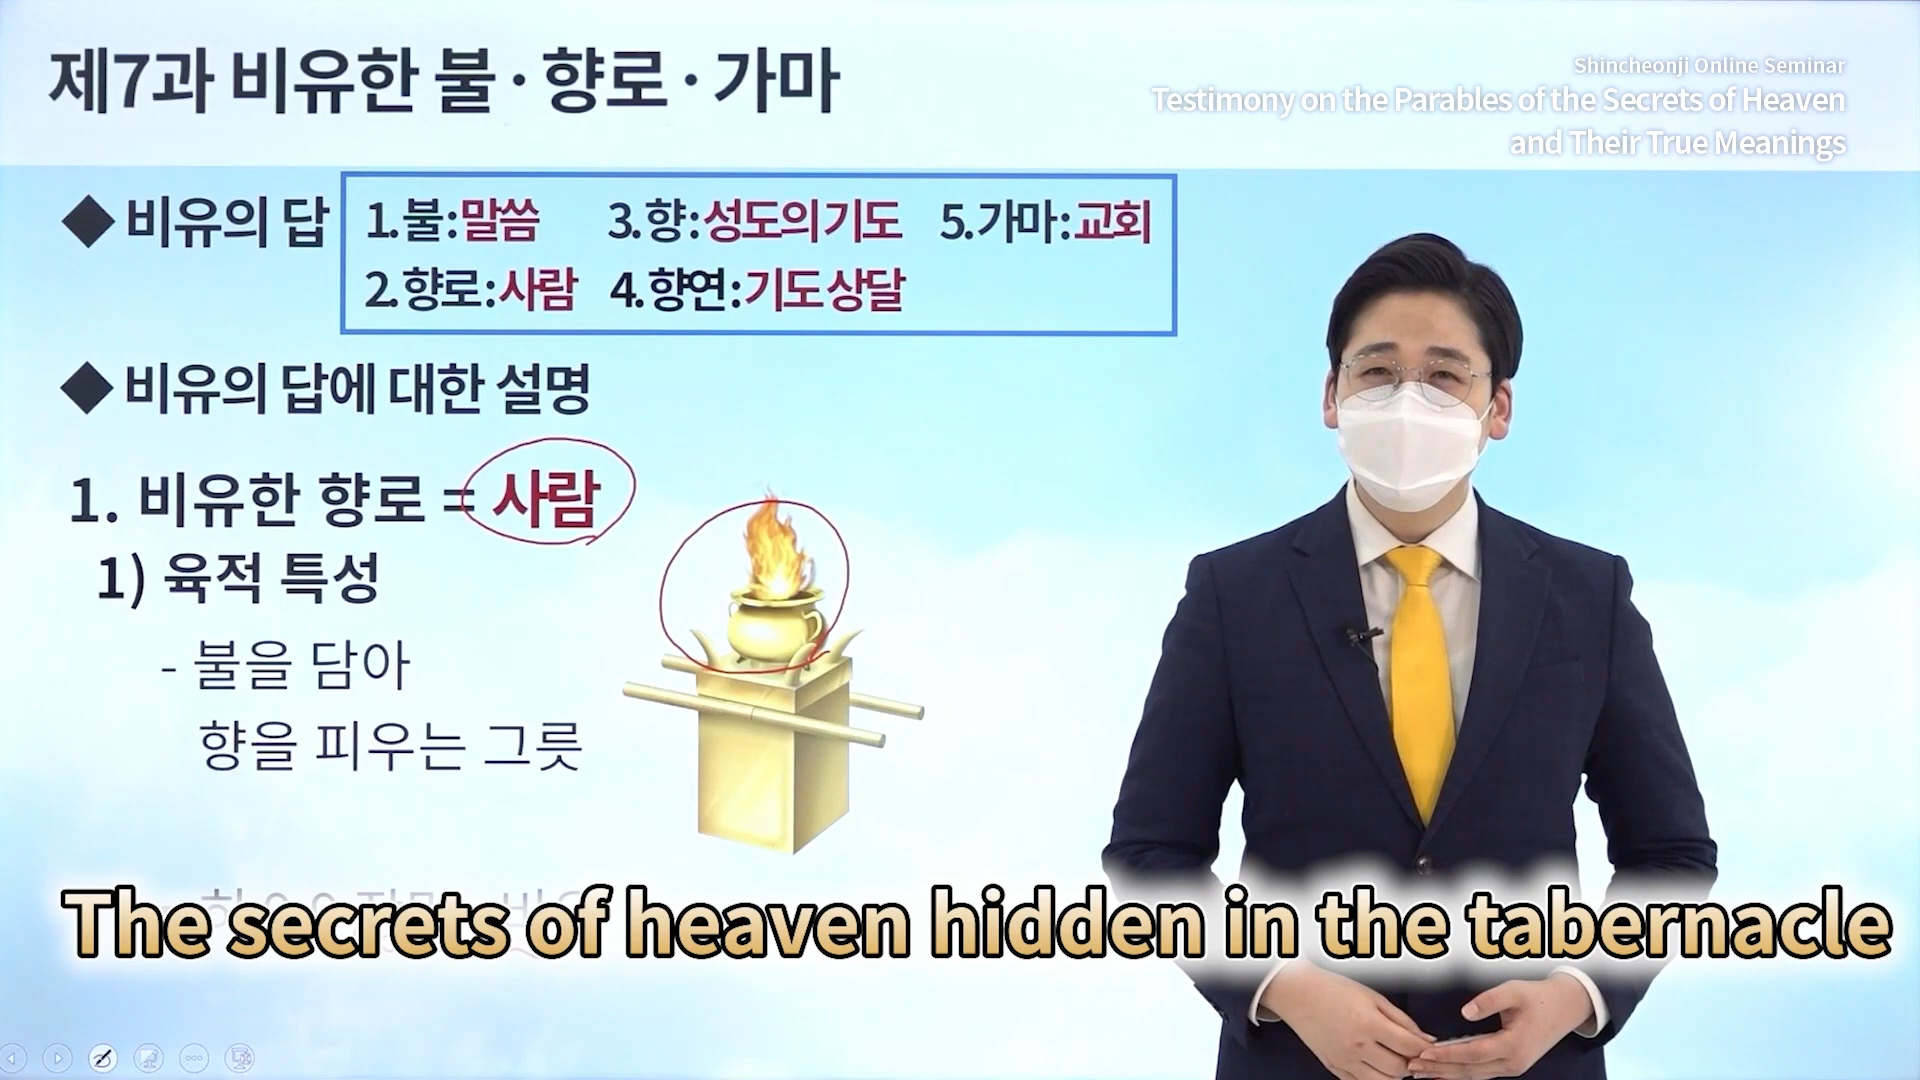 제7과 비유한 불·향로·가마
Shincheonji Online Seminar
Testimony on the Parables of the Secrets of Heaven
and Their True Meanings
◆비유의 답
1.불:말씀 3.향:성도의 기도 5.가마:교회
2.향로:사람 4.향연:기도 상달
◆비유의 답에 대한 설명
1. 비유한 향로 = 사람
1) 육적 특성
- 불을 담아
향을 피우는 그릇
The secrets of heaven hidden in the tabernacle